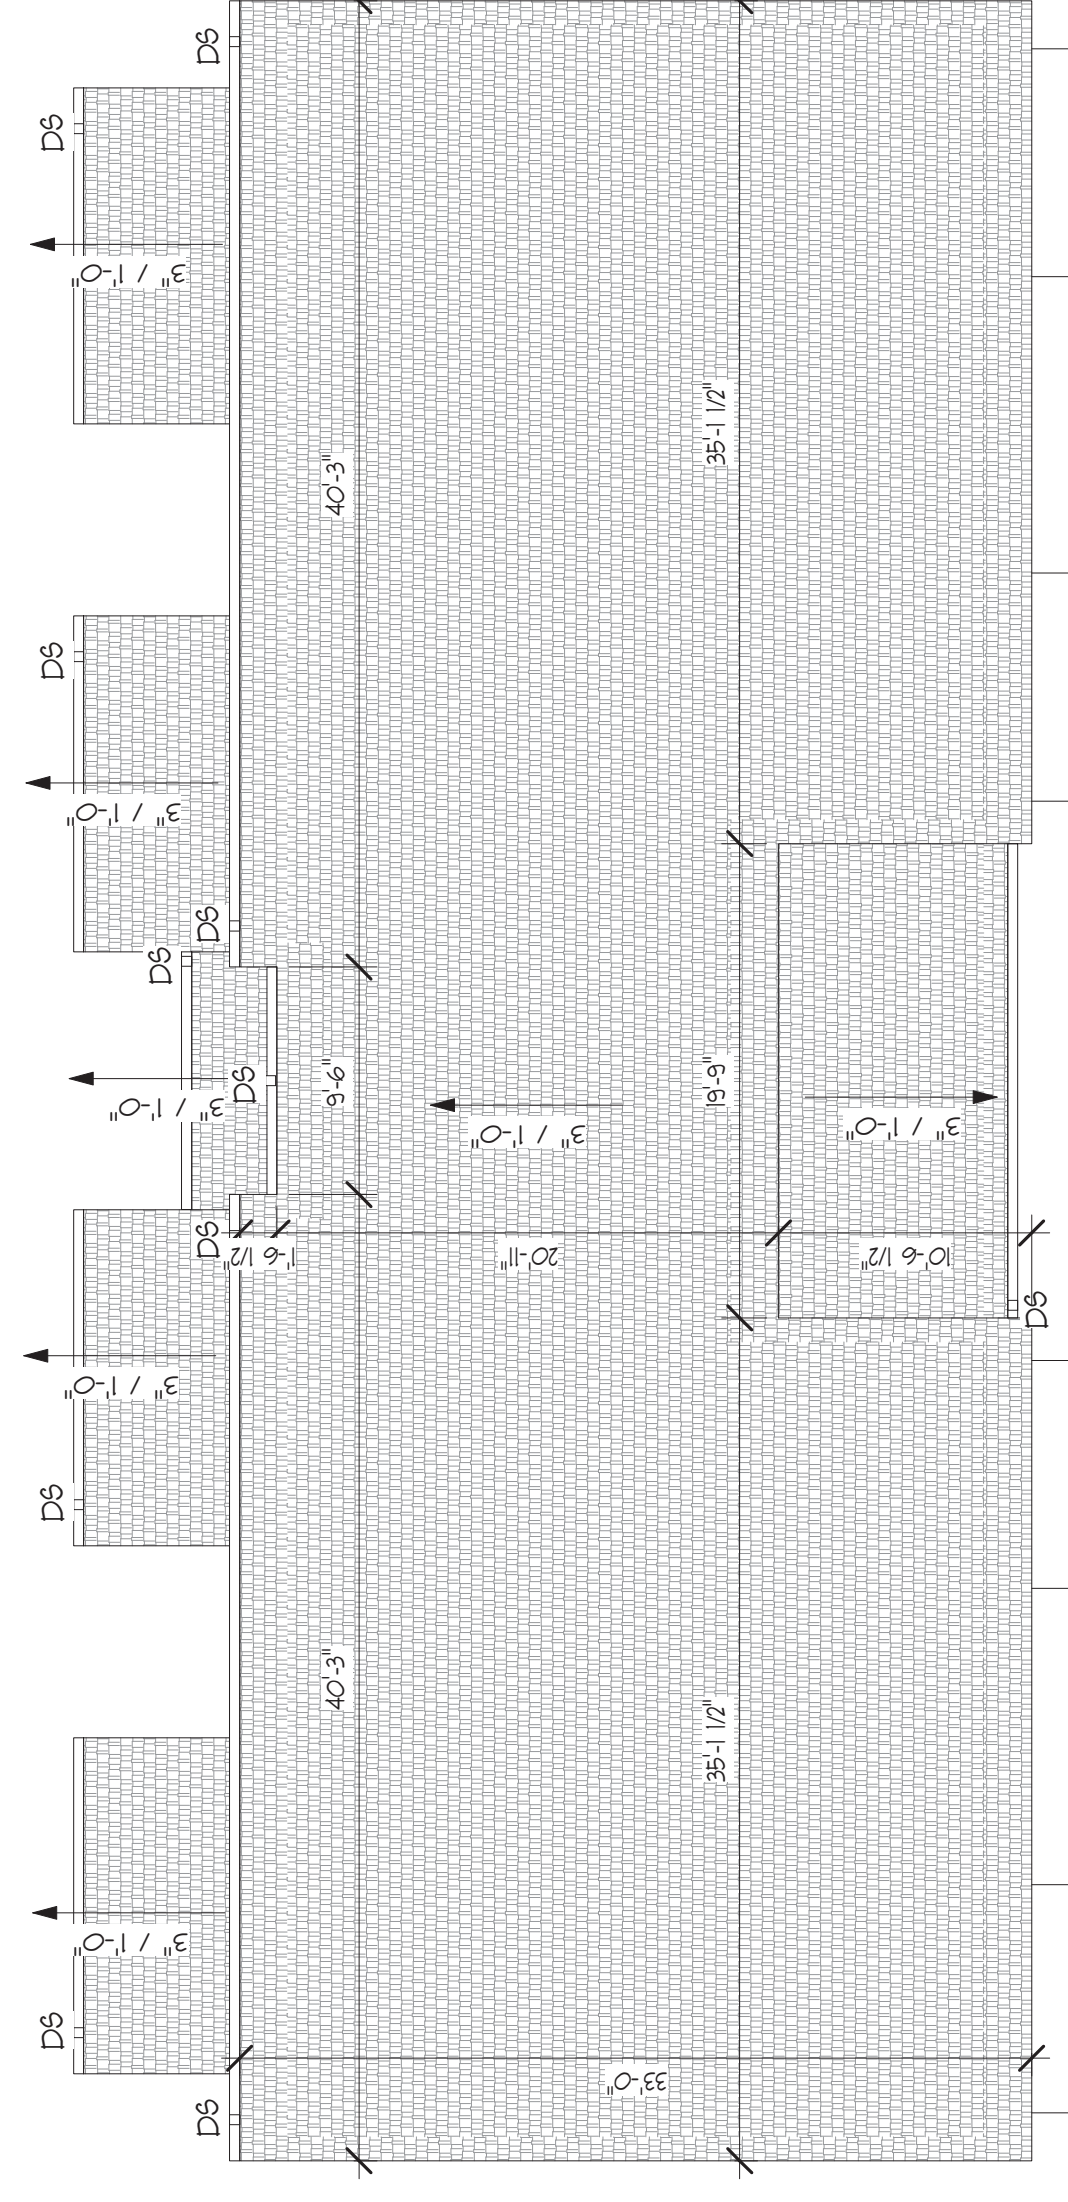 DS
DS
3" / 1'-0"
40'-3"
35'-1 1/2"
DS
3" / 1'-0"
DS
DS
3" / 1'-0"
DS
9'-6"
3" / 1'-0"
19'-9"
3" / 1'-0"
DS
1'-6 1/2"
20'-11"
10'-6 1/2"
DS
3" / 1'-0"
DS
40'-3"
35'-1 1/2"
3" / 1'-0"
DS
33'-0"
DS